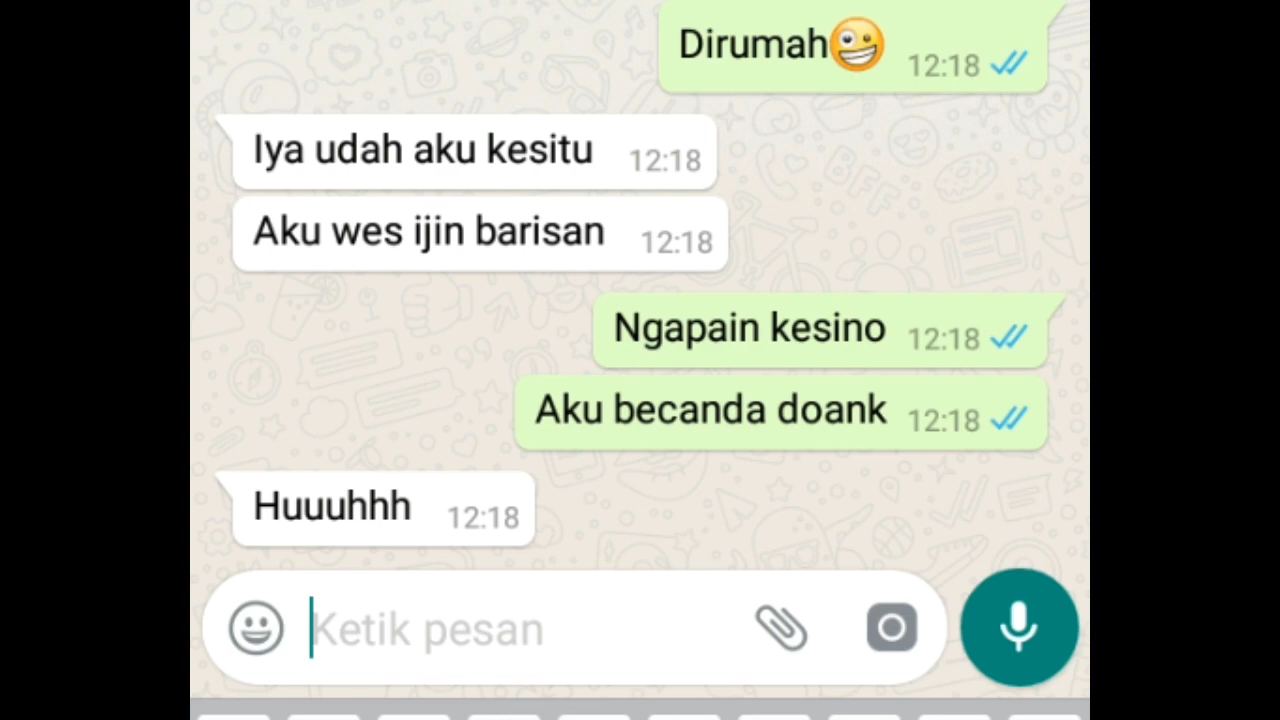 Dirumah🤪 12:18
Iya udah aku kesitu 12:18
Aku wes ijin barisan 12:18
Ngapain kesino 12:18
Aku becanda doank 12:18
Huuuhhh 12:18
Ketik pesan